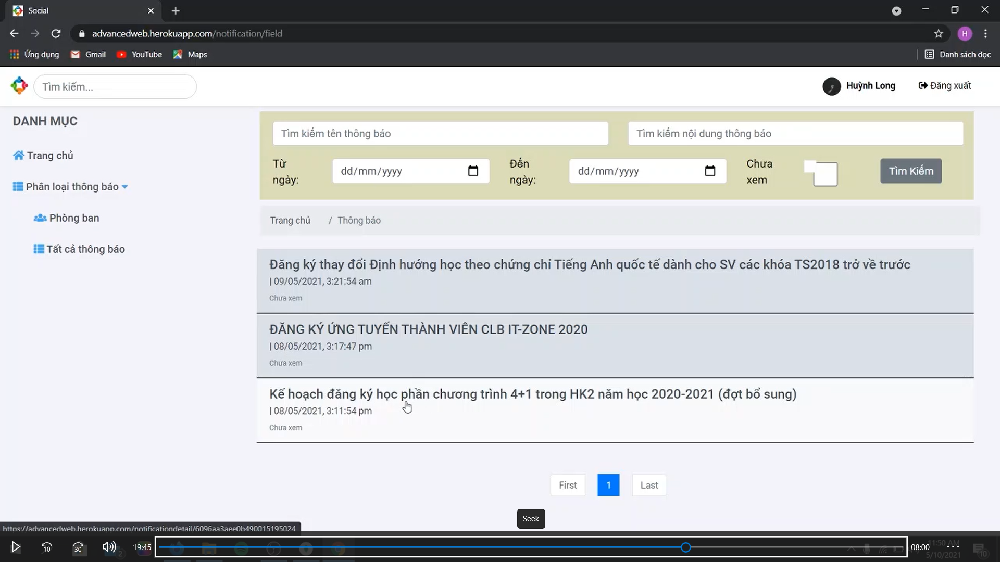 Social
advancedweb.herokuapp.com/notification/field
Ứng dụng
Gmail
YouTube
Maps
Danh sách đọc
H
Tìm kiếm...
Huỳnh Long
Đăng xuất
DANH MỤC
Trang chủ
Phân loại thông báo
Phòng ban
Tất cả thông báo
Tìm kiếm tên thông báo
Tìm kiếm nội dung thông báo
Từ
ngày:
dd/mm/yyyy
Đến
ngày:
dd/mm/yyyy
Chưa
xem
Tìm Kiếm
Trang chủ / Thông báo
Đăng ký thay đổi Định hướng học theo chứng chỉ Tiếng Anh quốc tế dành cho SV các khóa TS2018 trở về trước
| 09/05/2021, 3:21:54 am
Chưa xem
ĐĂNG KÝ ỨNG TUYỂN THÀNH VIÊN CLB IT-ZONE 2020
| 08/05/2021, 3:17:47 pm
Chưa xem
Kế hoạch đăng ký học phần chương trình 4+1 trong HK2 năm học 2020-2021 (đợt bổ sung)
| 08/05/2021, 3:11:54 pm
Chưa xem
First
1
Last
Seek
https://advancedweb.herokuapp.com/notificationdetail/6096aa3aee0b490015195024
10
30
2
19:45
08:00
11:50 AM
5/10/2021
10